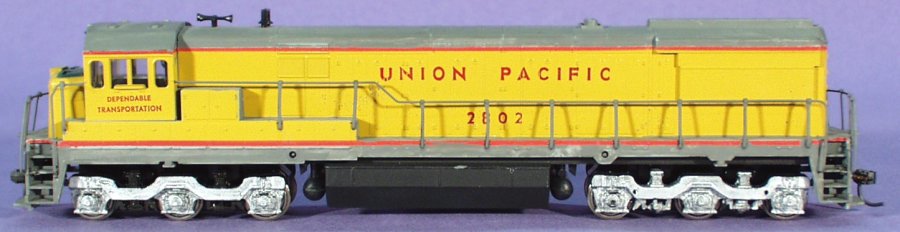 UNION PACIFIC
DEPENDABLE
TRANSPORTATION
2802